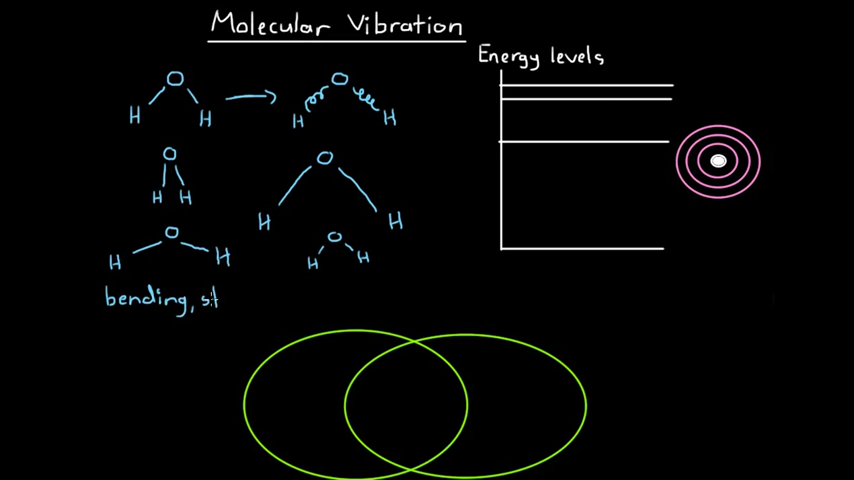 Molecular Vibration
Energy levels
O
H H
O
H H
O
H H
O
H H
O
H H
O
H H
bending, st